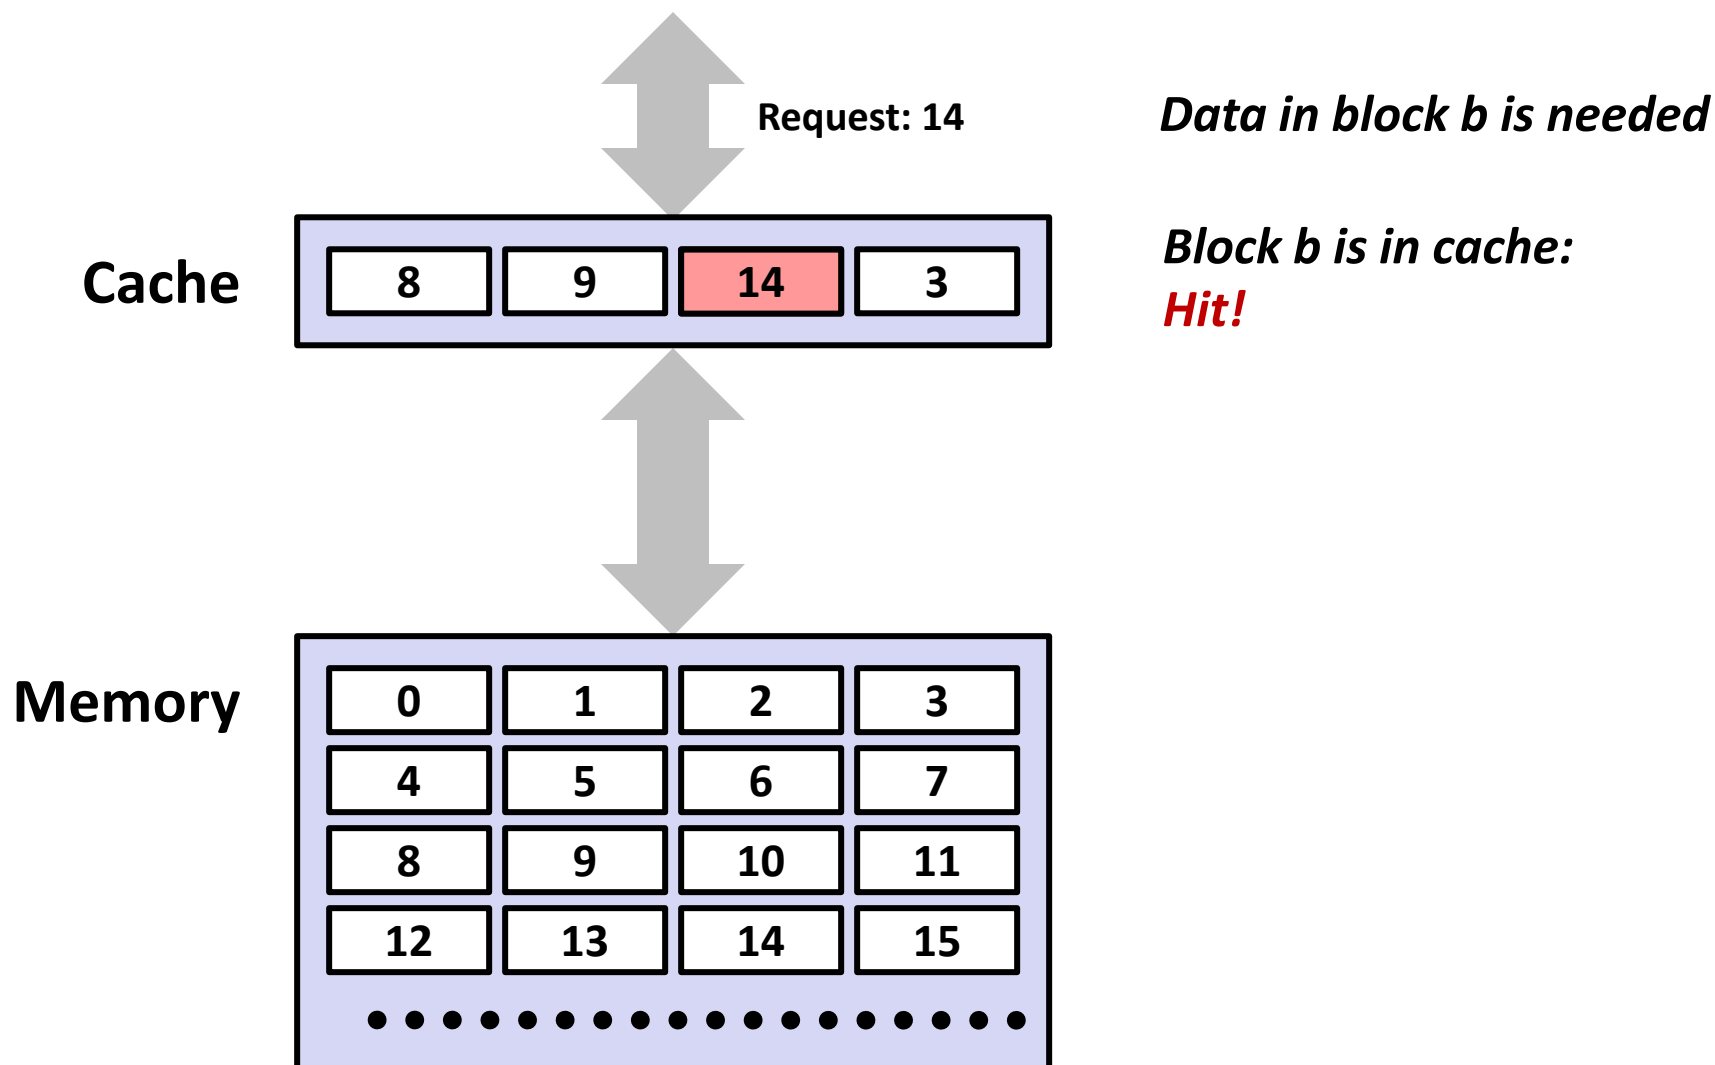 Request: 14
Data in block b is needed
Cache
8 9 14 3
Block b is in cache:
Hit!
Memory
0 1 2 3
4 5 6 7
8 9 10 11
12 13 14 15